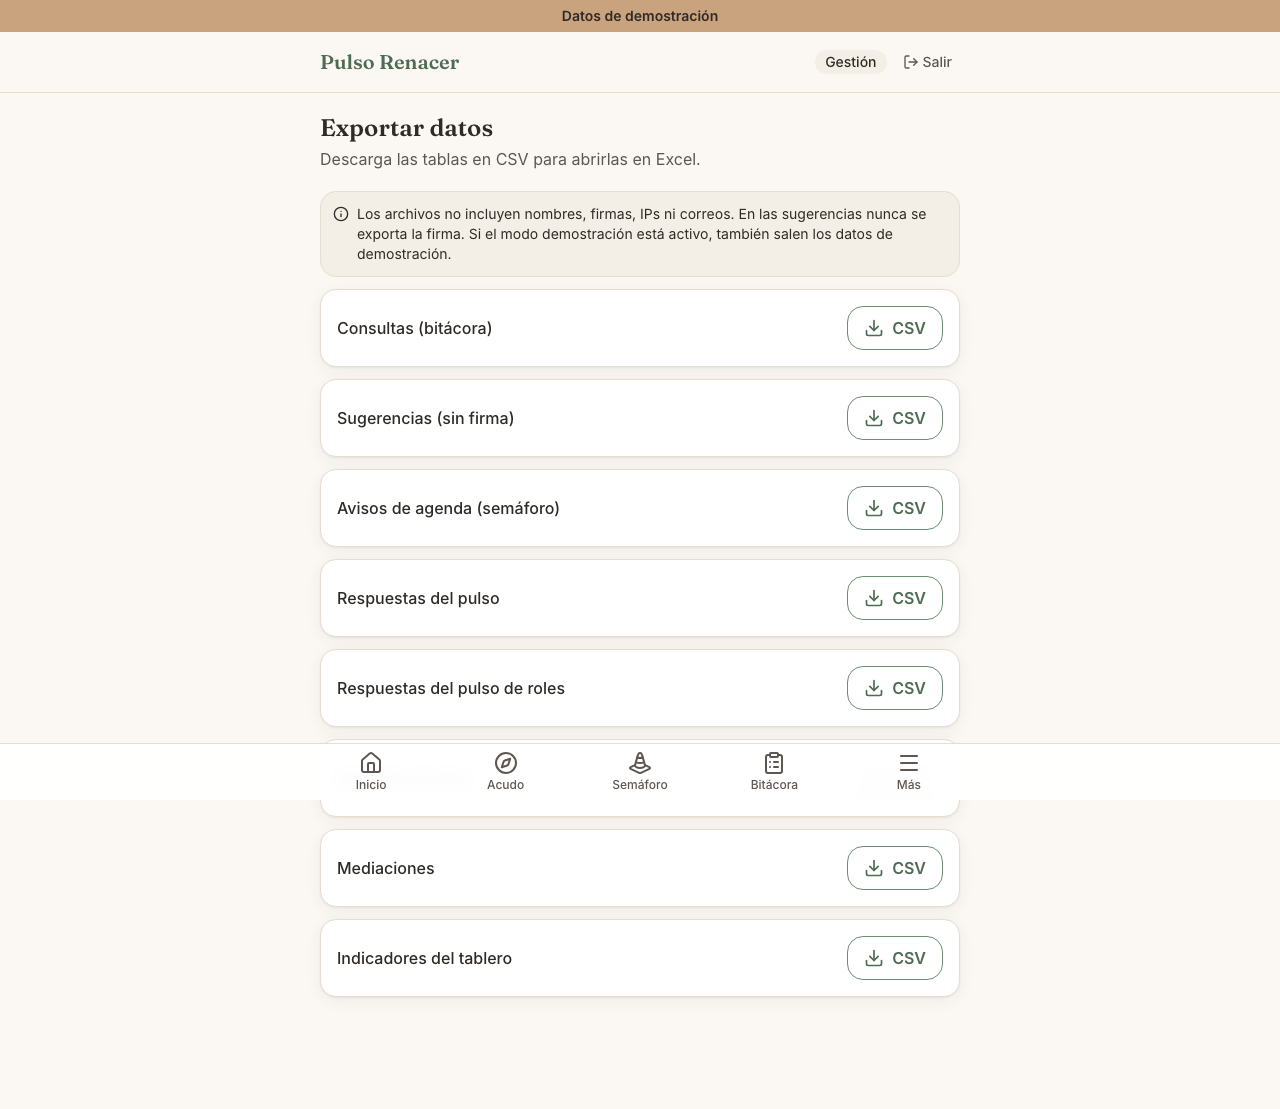 Datos de demostración
Pulso Renacer
Gestión
Salir
Exportar datos
Descarga las tablas en CSV para abrirlas en Excel.
Los archivos no incluyen nombres, firmas, IPs ni correos. En las sugerencias nunca se
exporta la firma. Si el modo demostración está activo, también salen los datos de
demostración.
Consultas (bitácora)
CSV
Sugerencias (sin firma)
CSV
Avisos de agenda (semáforo)
CSV
Respuestas del pulso
CSV
Respuestas del pulso de roles
CSV
Inicio
Acudo
Semáforo
Bitácora
Más
Mediaciones
CSV
Indicadores del tablero
CSV